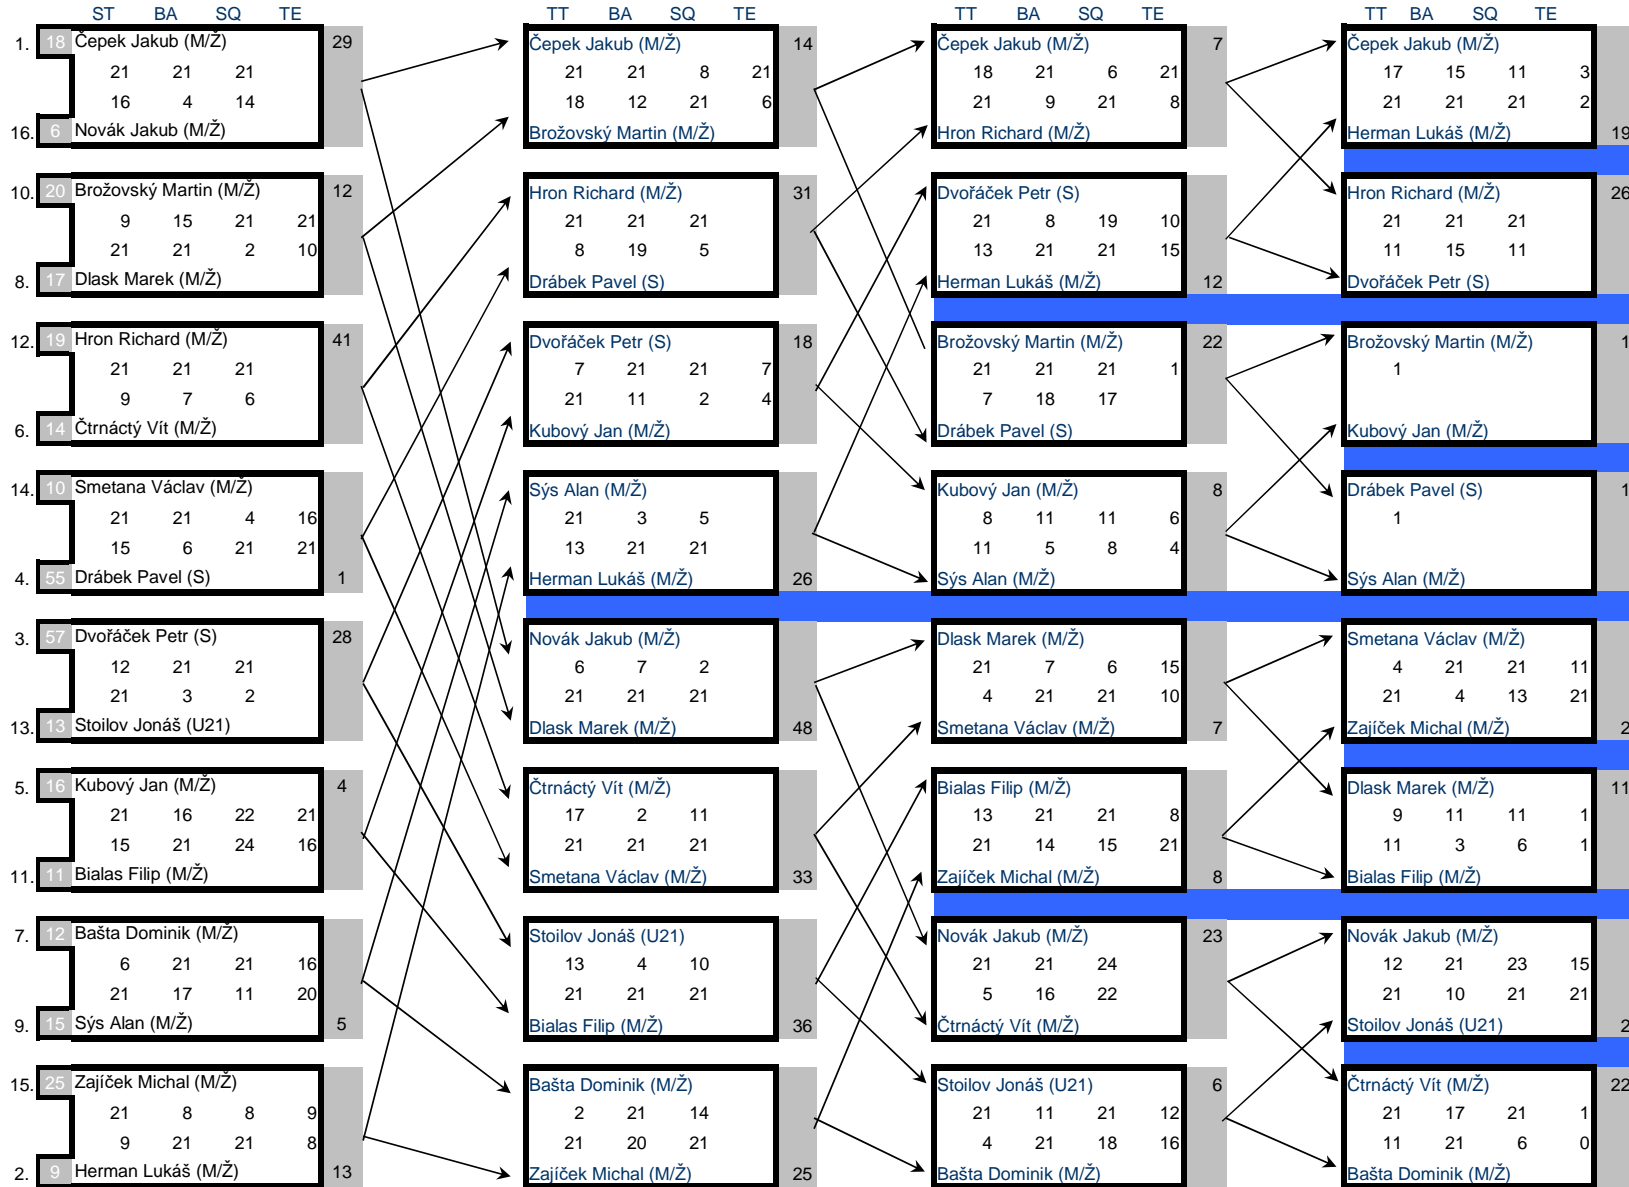 ST BA SQ TE TT BA SQ TE TT BA SQ TE TT BA SQ TE
1. 18 Čepek Jakub (M/Ž) 29 Čepek Jakub (M/Ž) 14 Čepek Jakub (M/Ž) 7 Čepek Jakub (M/Ž)
21 21 21 21 21 8 21 18 21 6 21 17 15 11 3
16 4 14 18 12 21 6 21 9 21 8 21 21 21 2
16. 6 Novák Jakub (M/Ž) Brožovský Martin (M/Ž) Hron Richard (M/Ž) Herman Lukáš (M/Ž) 19
10. 20 Brožovský Martin (M/Ž) 12 Hron Richard (M/Ž) 31 Dvořáček Petr (S) Hron Richard (M/Ž) 26
9 15 21 21 21 21 21 21 8 19 10 21 21 21
21 21 2 10 8 19 5 13 21 21 15 11 15 11
8. 17 Dlask Marek (M/Ž) Drábek Pavel (S) Herman Lukáš (M/Ž) 12 Dvořáček Petr (S)
12. 19 Hron Richard (M/Ž) 41 Dvořáček Petr (S) 18 Brožovský Martin (M/Ž) 22 Brožovský Martin (M/Ž) 1
21 21 21 7 21 21 7 21 21 21 1 1
9 7 6 21 11 2 4 7 18 17
6. 14 Čtrnáctý Vít (M/Ž) Kubový Jan (M/Ž) Drábek Pavel (S) Kubový Jan (M/Ž)
14. 10 Smetana Václav (M/Ž) Sýs Alan (M/Ž) Kubový Jan (M/Ž) 8 Drábek Pavel (S) 1
21 21 4 16 21 3 5 8 11 11 6 1
15 6 21 21 13 21 21 11 5 8 4
4. 55 Drábek Pavel (S) 1 Herman Lukáš (M/Ž) 26 Sýs Alan (M/Ž) Sýs Alan (M/Ž)
3. 57 Dvořáček Petr (S) 28 Novák Jakub (M/Ž) Dlask Marek (M/Ž) Smetana Václav (M/Ž)
12 21 21 6 7 2 21 7 6 15 4 21 21 11
21 3 2 21 21 21 4 21 21 10 21 4 13 21
13. 13 Stoilov Jonáš (U21) Dlask Marek (M/Ž) 48 Smetana Václav (M/Ž) 7 Zajíček Michal (M/Ž) 2
5. 16 Kubový Jan (M/Ž) 4 Čtrnáctý Vít (M/Ž) Bialas Filip (M/Ž) Dlask Marek (M/Ž) 11
21 16 22 21 17 2 11 13 21 21 8 9 11 11 1
15 21 24 16 21 21 21 21 14 15 21 11 3 6 1
11. 11 Bialas Filip (M/Ž) Smetana Václav (M/Ž) 33 Zajíček Michal (M/Ž) 8 Bialas Filip (M/Ž)
7. 12 Bašta Dominik (M/Ž) Stoilov Jonáš (U21) Novák Jakub (M/Ž) 23 Novák Jakub (M/Ž)
6 21 21 16 13 4 10 21 21 24 12 21 23 15
21 17 11 20 21 21 21 5 16 22 21 10 21 21
9. 15 Sýs Alan (M/Ž) 5 Bialas Filip (M/Ž) 36 Čtrnáctý Vít (M/Ž) Stoilov Jonáš (U21) 2
15. 25 Zajíček Michal (M/Ž) Bašta Dominik (M/Ž) Stoilov Jonáš (U21) 6 Čtrnáctý Vít (M/Ž) 22
21 8 8 9 2 21 14 21 11 21 12 21 17 21 1
9 21 21 8 21 20 21 4 21 18 16 11 21 6 0
2. 9 Herman Lukáš (M/Ž) 13 Zajíček Michal (M/Ž) 25 Bašta Dominik (M/Ž) Bašta Dominik (M/Ž)